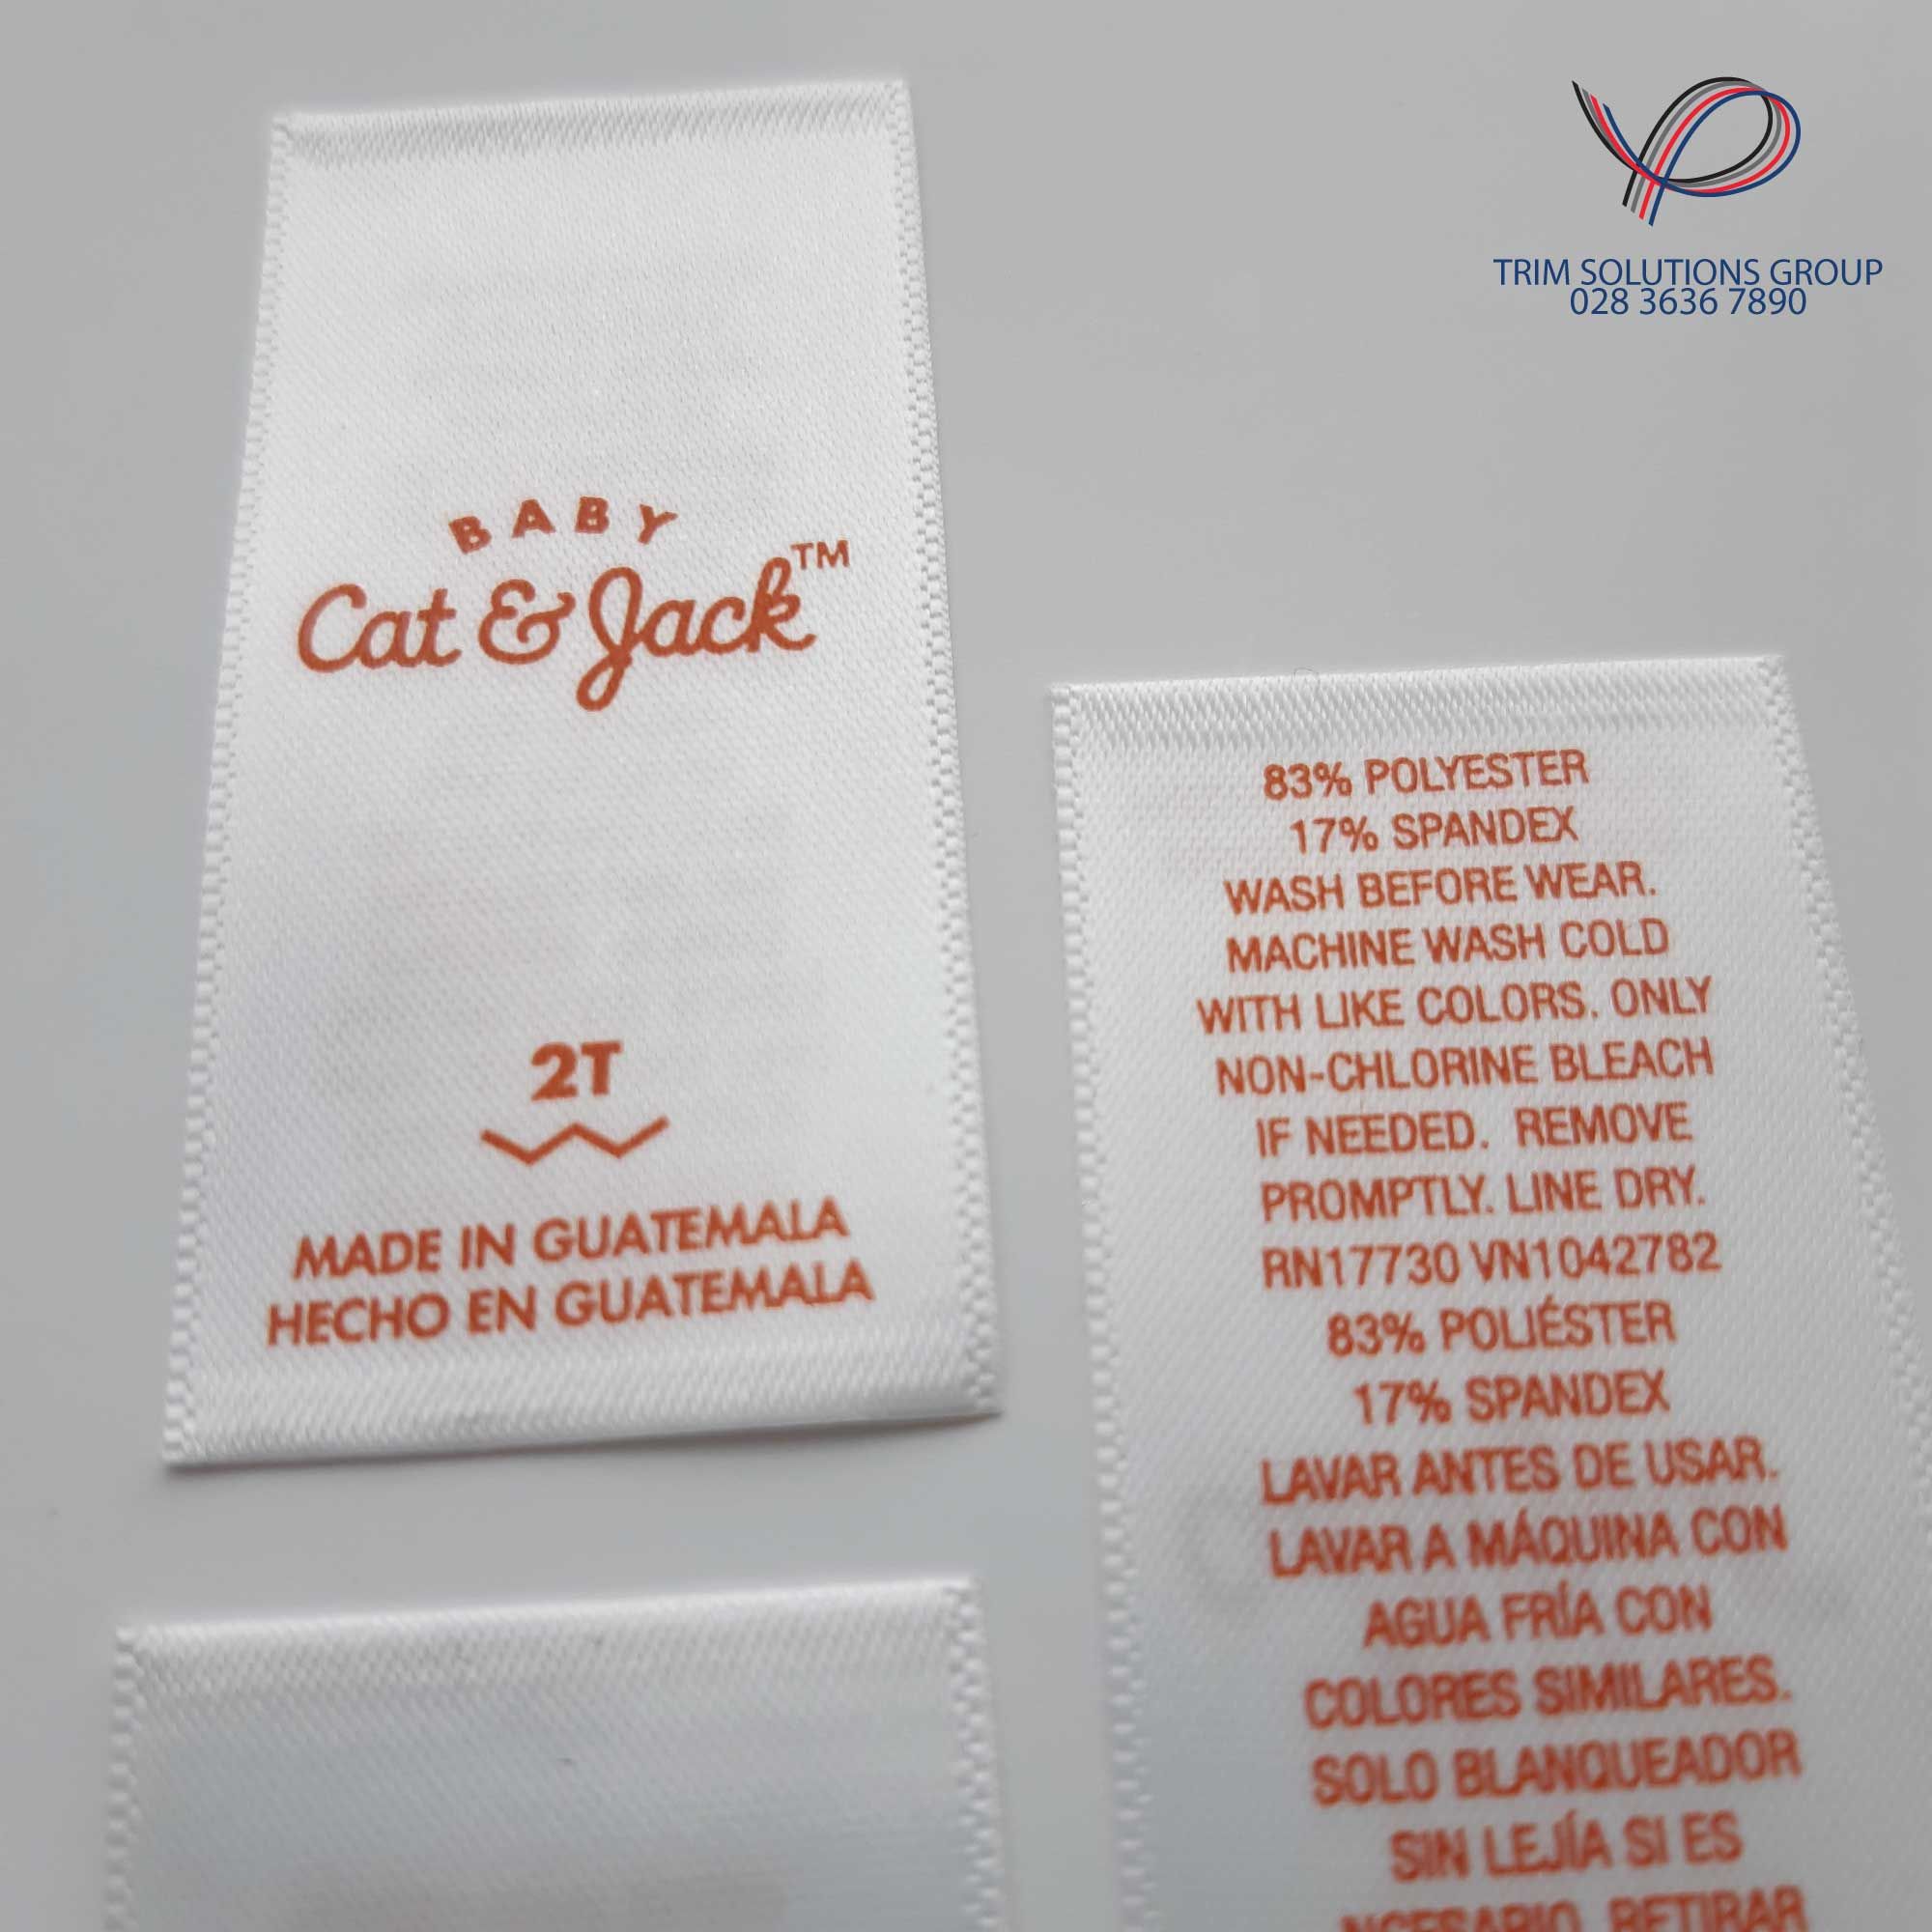 TRIM SOLUTIONS GROUP
028 3636 7890
BABY
Cat & Jack™
2T
MADE IN GUATEMALA
HECHO EN GUATEMALA
83% POLYESTER
17% SPANDEX
WASH BEFORE WEAR.
MACHINE WASH COLD
WITH LIKE COLORS. ONLY
NON-CHLORINE BLEACH
IF NEEDED. REMOVE
PROMPTLY. LINE DRY.
RN17730 VN1042782
83% POLIÉSTER
17% SPANDEX
LAVAR ANTES DE USAR.
LAVAR A MÁQUINA CON
AGUA FRÍA CON
COLORES SIMILARES.
SOLO BLANQUEADOR
SIN LEJÍA SI ES
RETIRAR